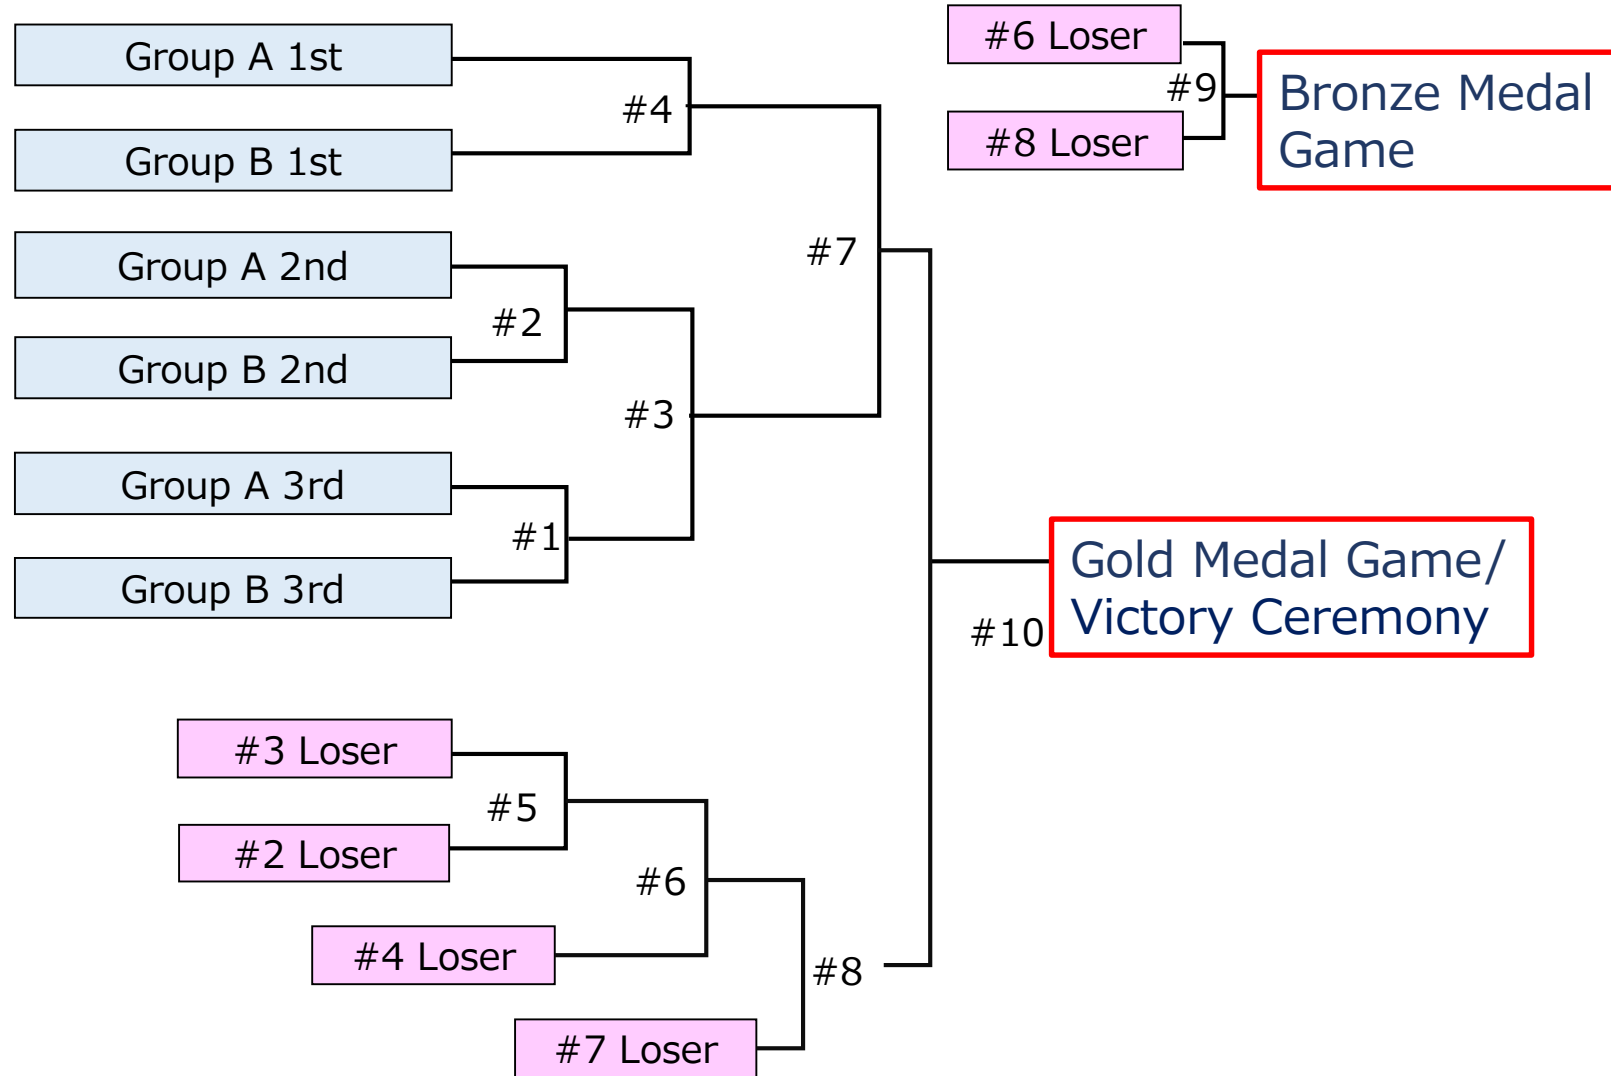 Group A 1st
#4
Group B 1st
Group A 2nd
#2
Group B 2nd
#3
Group A 3rd
#1
Group B 3rd
#7
#6 Loser
#9
#8 Loser
Bronze Medal
Game
Gold Medal Game/
Victory Ceremony
#10
#3 Loser
#5
#2 Loser
#6
#4 Loser
#8
#7 Loser